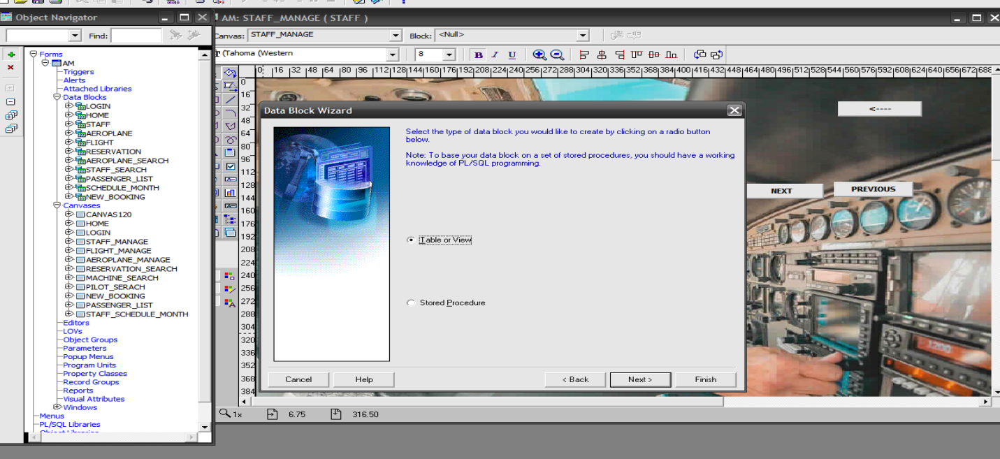 Object Navigator
Find:
Forms
AM
Triggers
Alerts
Attached Libraries
Data Blocks
LOGIN
HOME
STAFF
AEROPLANE
FLIGHT
RESERVATION
AEROPLANE_SEARCH
STAFF_SEARCH
PASSENGER_LIST
SCHEDULE_MONTH
NEW_BOOKING
Canvases
CANVAS120
HOME
LOGIN
STAFF_MANAGE
FLIGHT_MANAGE
AEROPLANE_MANAGE
RESERVATION_SEARCH
MACHINE_SEARCH
PILOT_SERACH
NEW_BOOKING
PASSENGER_LIST
STAFF_SCHEDULE_MONTH
Editors
LOVs
Object Groups
Parameters
Popup Menus
Program Units
Property Classes
Record Groups
Reports
Visual Attributes
Windows
Menus
PL/SQL Libraries
AM: STAFF_MANAGE ( STAFF )
Canvas: STAFF_MANAGE Block: <Null>
(Tahoma (Western 8 B I U
0 16 32 48 64 80 96 112 128 144 160 176 192 208 224 240 256 272 288 304 320 336 352 368 384 400 416 432 448 464 480 496 512 528 544 560 576 592 608 624 640 656 672 688
0
16
32
48
64
80
96
112
128
144
160
176
192
208
224
240
256
272
288
304
320
336
352
368
384
<----
NEXT PREVIOUS
Data Block Wizard
Select the type of data block you would like to create by clicking on a radio button
below.
Note: To base your data block on a set of stored procedures, you should have a working
knowledge of PL/SQL programming.
Table or View
Stored Procedure
Cancel Help < Back Next > Finish
1x 6.75 316.50